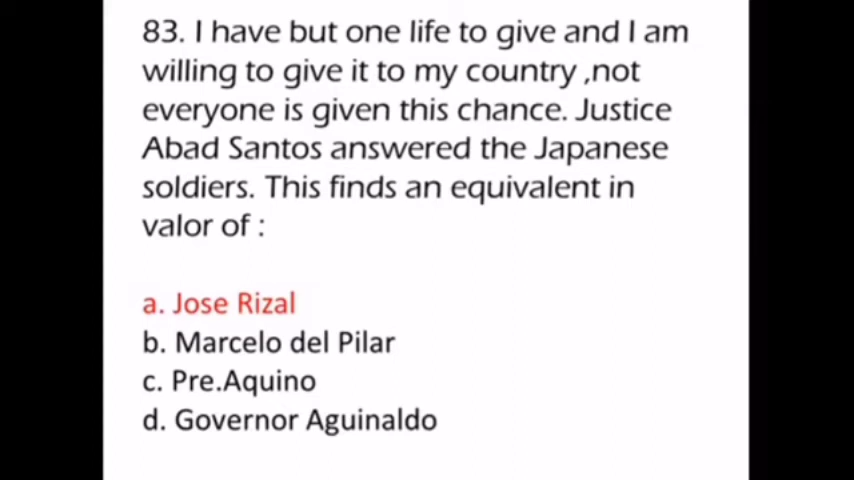 83. I have but one life to give and I am
willing to give it to my country ,not
everyone is given this chance. Justice
Abad Santos answered the Japanese
soldiers. This finds an equivalent in
valor of :
a. Jose Rizal
b. Marcelo del Pilar
c. Pre.Aquino
d. Governor Aguinaldo